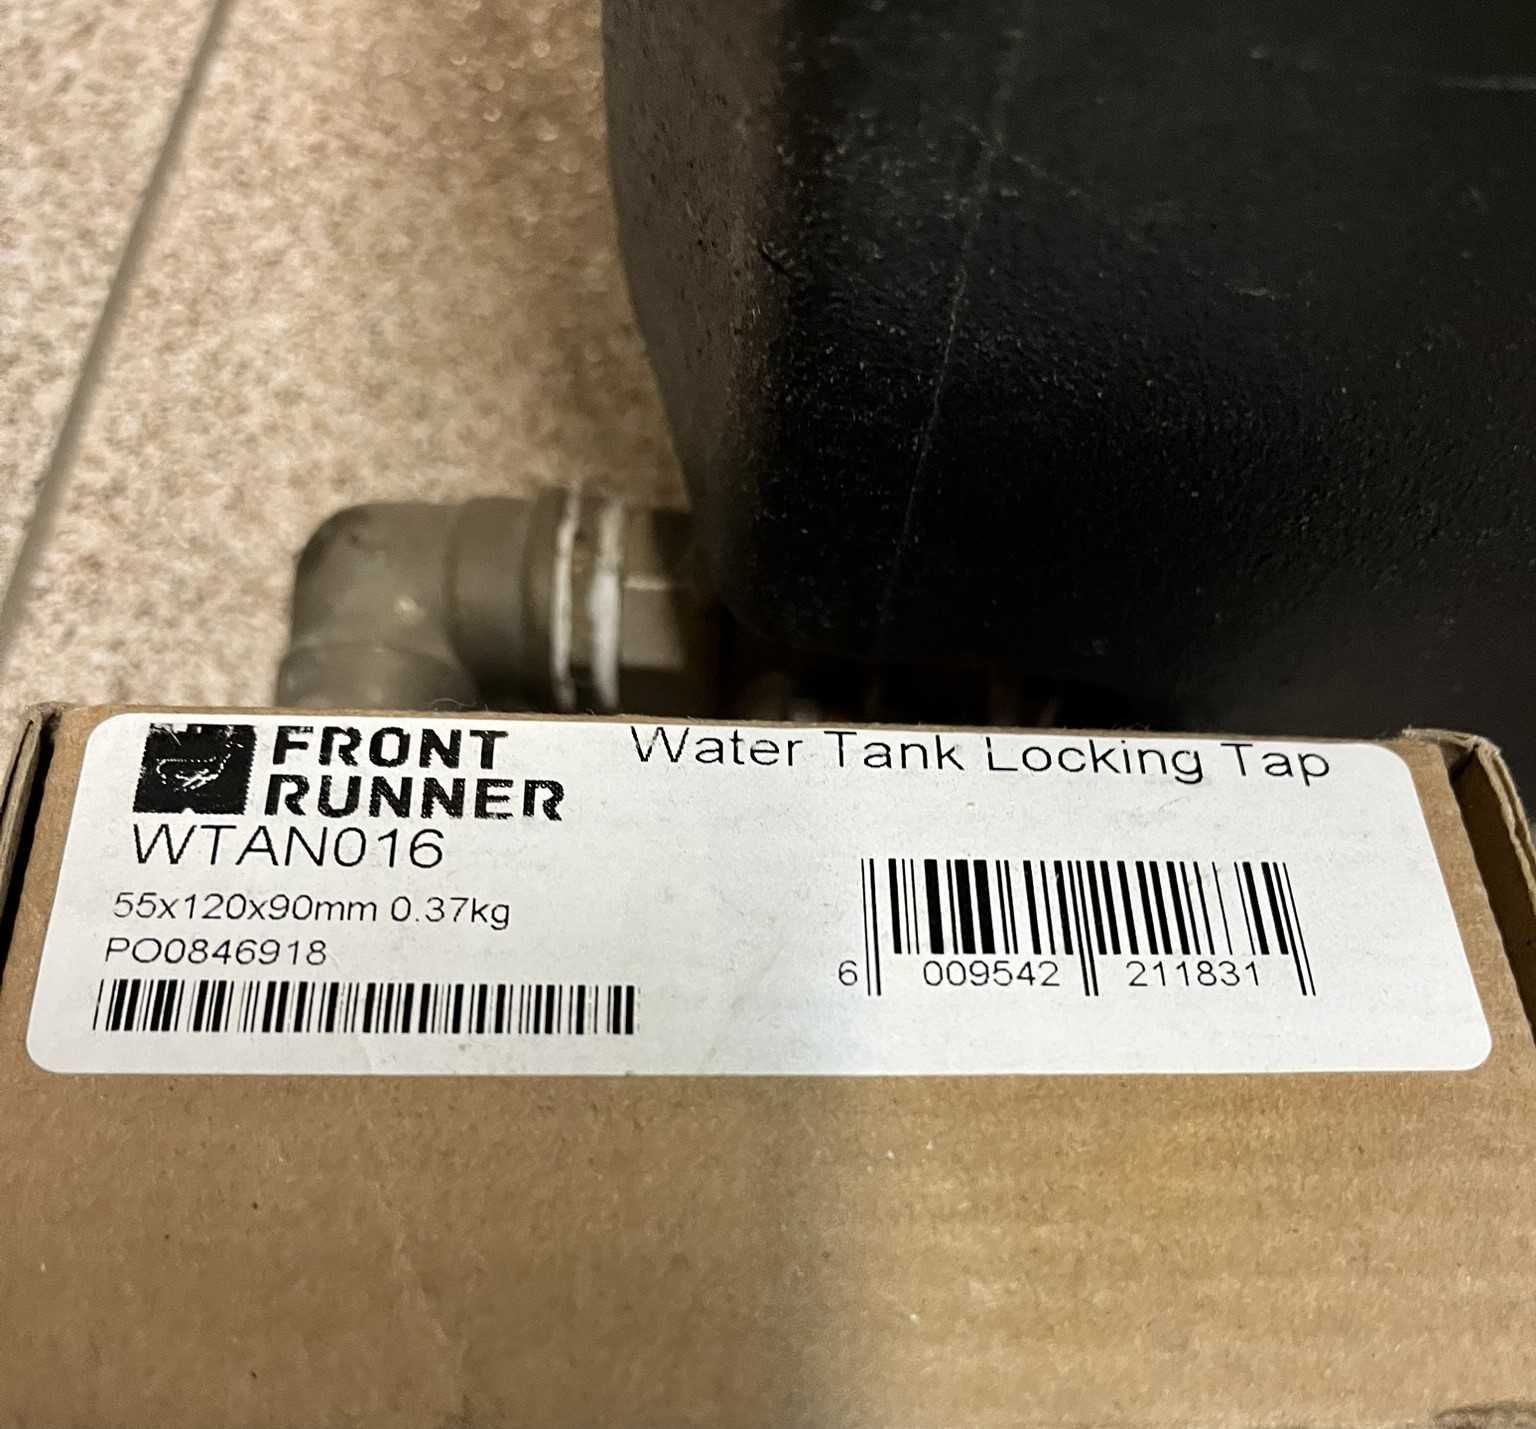 FRONT
RUNNER
Water Tank Locking Tap
WTAN016
55x120x90mm 0.37kg
PO0846918
6 009542 211831